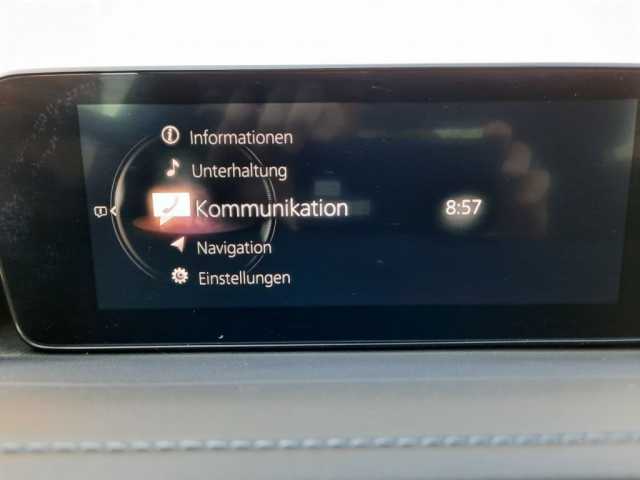 Informationen
Unterhaltung
Kommunikation 8:57
Navigation
Einstellungen